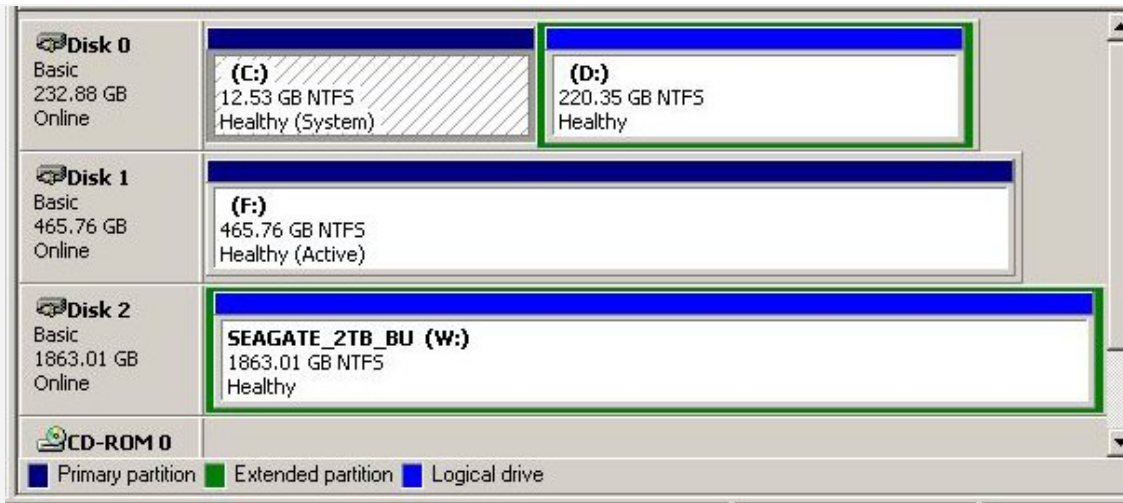 Disk 0
Basic
232.88 GB
Online
(C:)
12.53 GB NTFS
Healthy (System)
(D:)
220.35 GB NTFS
Healthy
Disk 1
Basic
465.76 GB
Online
(F:)
465.76 GB NTFS
Healthy (Active)
Disk 2
Basic
1863.01 GB
Online
SEAGATE_2TB_BU (W:)
1863.01 GB NTFS
Healthy
CD-ROM 0
Primary partition Extended partition Logical drive